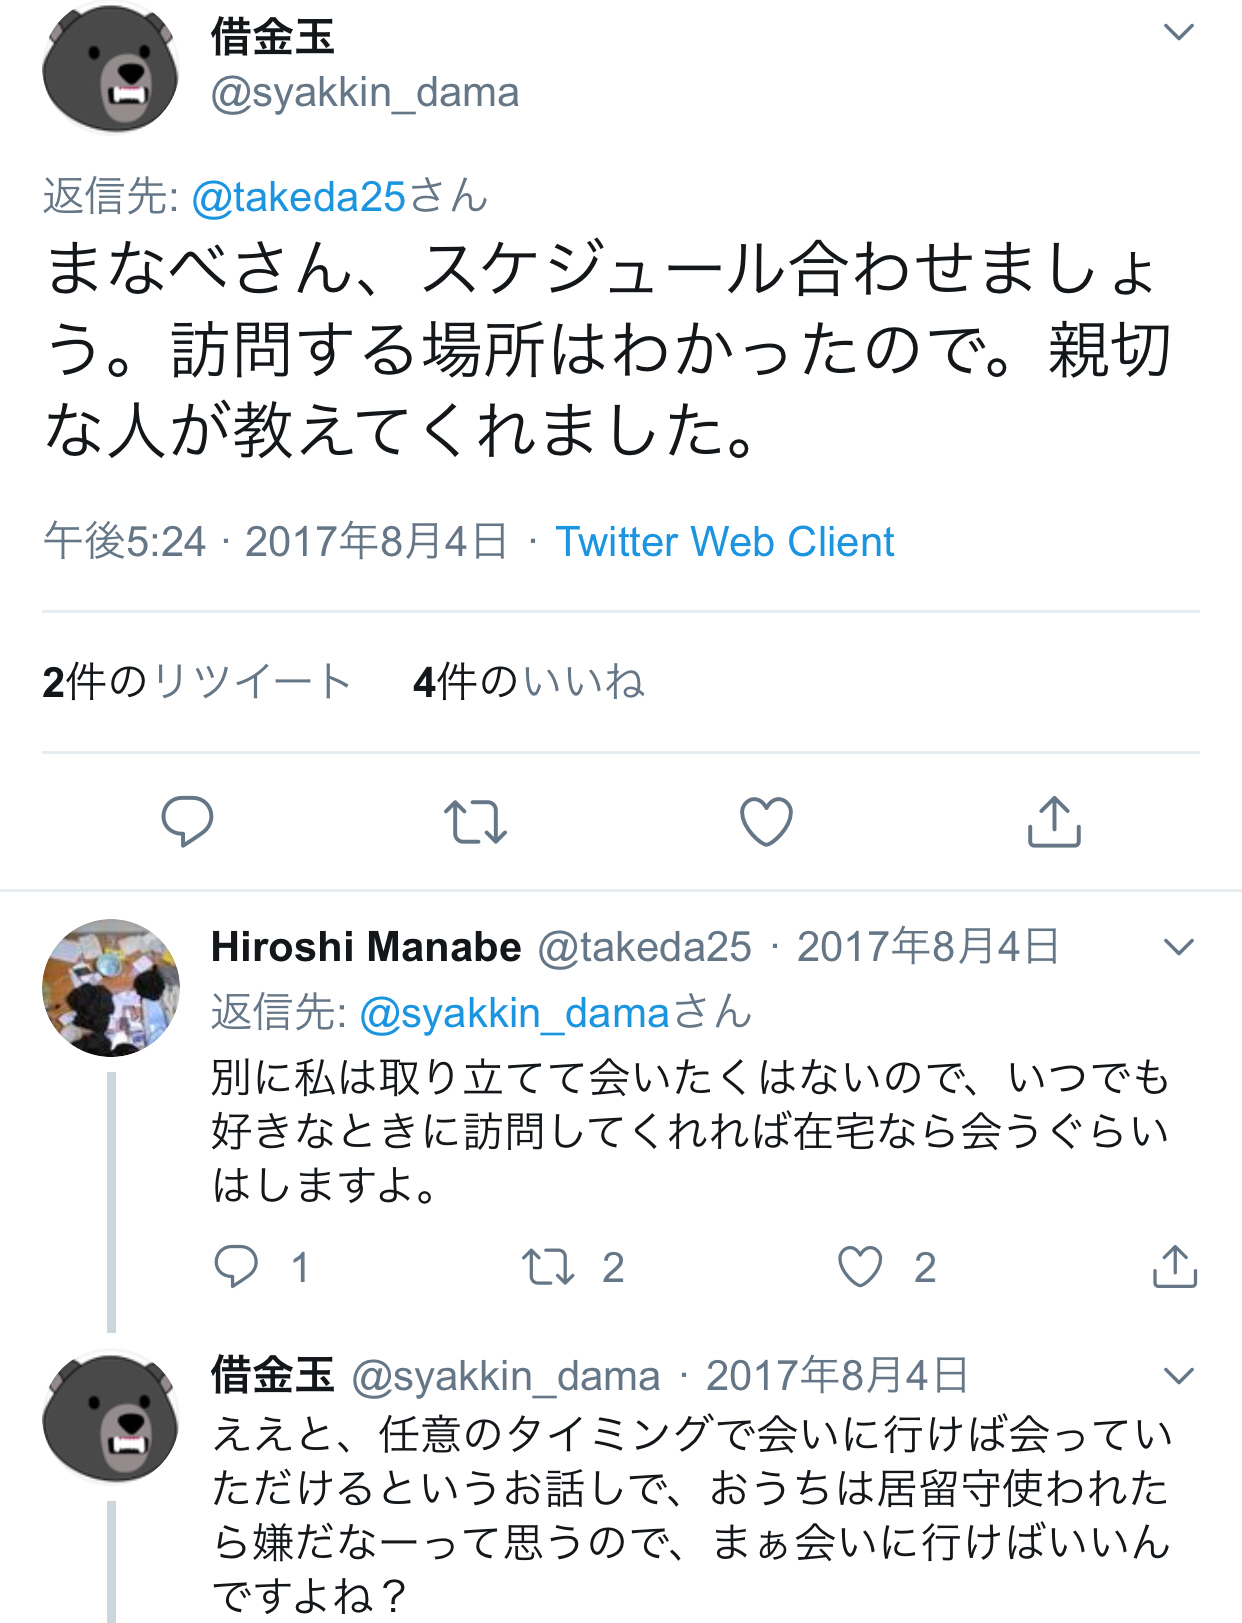 借金玉
@syakkin_dama
返信先: @takeda25さん
まなべさん、スケジュール合わせましょ
う。訪問する場所はわかったので。親切
な人が教えてくれました。
午後5:24 · 2017年8月4日 · Twitter Web Client
2件のリツイート 4件のいいね
Hiroshi Manabe @takeda25 · 2017年8月4日
返信先: @syakkin_damaさん
別に私は取り立てて会いたくはないので、いつでも
好きなときに訪問してくれれば在宅なら会うぐらい
はしますよ。
1 2 2
借金玉 @syakkin_dama · 2017年8月4日
ええと、任意のタイミングで会いに行けば会ってい
ただけるというお話しで、おうちは居留守使われた
ら嫌だなーって思うので、まぁ会いに行けばいいん
ですよね？